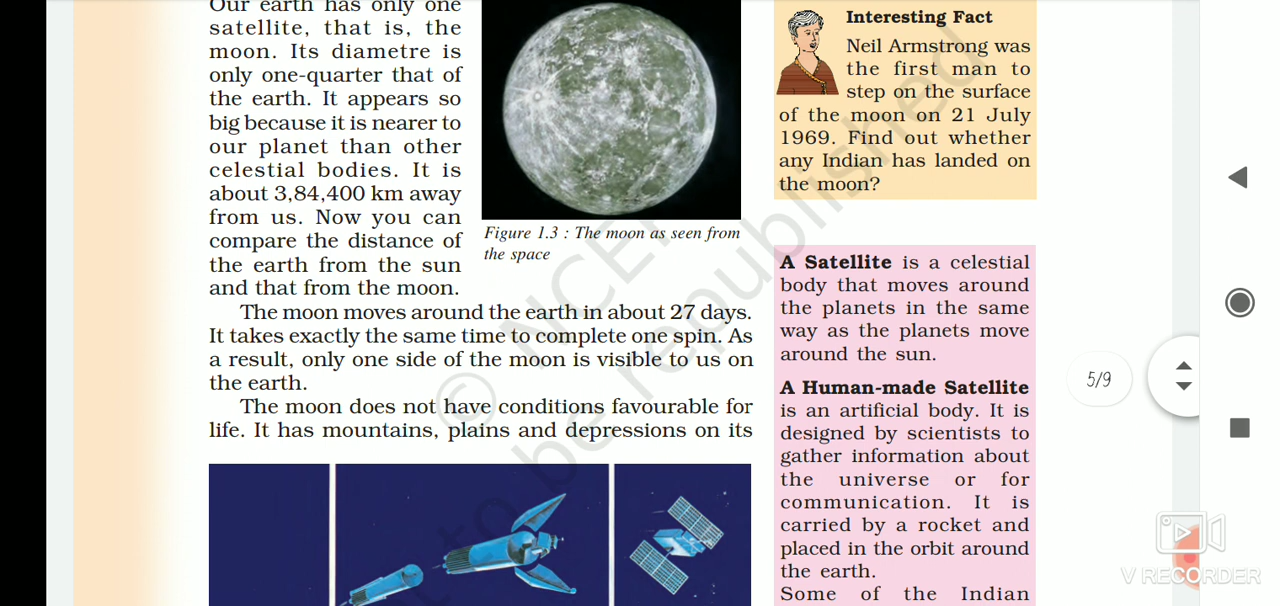 Our earth has only one
satellite, that is, the
moon. Its diametre is
only one-quarter that of
the earth. It appears so
big because it is nearer to
our planet than other
celestial bodies. It is
about 3,84,400 km away
from us. Now you can
compare the distance of
the earth from the sun
and that from the moon.
Figure 1.3 : The moon as seen from
the space
The moon moves around the earth in about 27 days.
It takes exactly the same time to complete one spin. As
a result, only one side of the moon is visible to us on
the earth.
The moon does not have conditions favourable for
life. It has mountains, plains and depressions on its
Interesting Fact
Neil Armstrong was
the first man to
step on the surface
of the moon on 21 July
1969. Find out whether
any Indian has landed on
the moon?
A Satellite is a celestial
body that moves around
the planets in the same
way as the planets move
around the sun.
A Human-made Satellite
is an artificial body. It is
designed by scientists to
gather information about
the universe or for
communication. It is
carried by a rocket and
placed in the orbit around
the earth.
Some of the Indian
© NCE
to be republished
5/9
V RECORDER